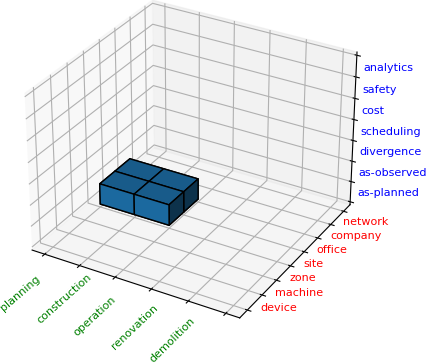 analytics
safety
cost
scheduling
divergence
as-observed
as-planned
network
company
office
site
zone
machine
device
planning
construction
operation
renovation
demolition